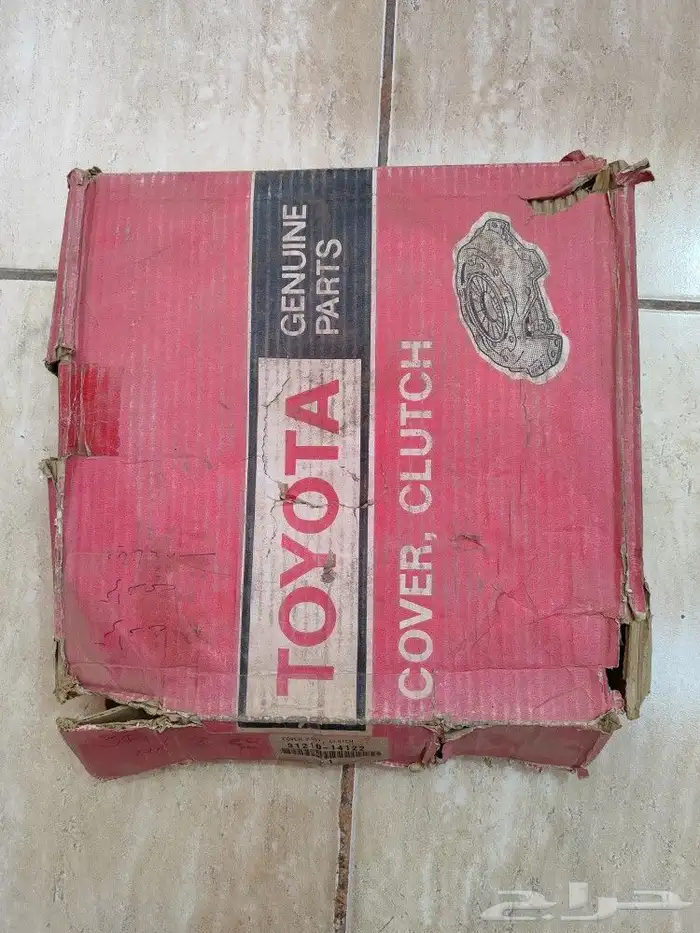 GENUINE
PARTS
TOYOTA
COVER, CLUTCH
31210-14122
حراج